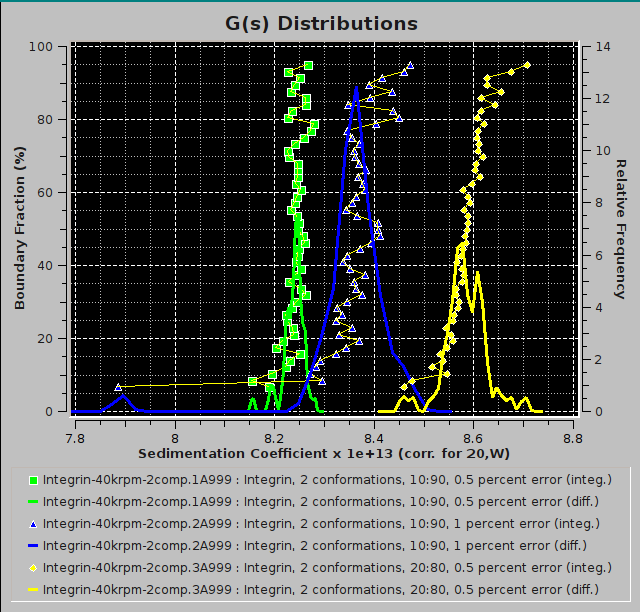 G(s) Distributions
100
80
60
40
20
0
14
12
10
8
6
4
2
0
Boundary Fraction (%)
Relative Frequency
7.8 8 8.2 8.4 8.6 8.8
Sedimentation Coefficient x 1e+13 (corr. for 20,W)
Integrin-40krpm-2comp.1A999 : Integrin, 2 conformations, 10:90, 0.5 percent error (integ.)
Integrin-40krpm-2comp.1A999 : Integrin, 2 conformations, 10:90, 0.5 percent error (diff.)
Integrin-40krpm-2comp.2A999 : Integrin, 2 conformations, 10:90, 1 percent error (integ.)
Integrin-40krpm-2comp.2A999 : Integrin, 2 conformations, 10:90, 1 percent error (diff.)
Integrin-40krpm-2comp.3A999 : Integrin, 2 conformations, 20:80, 0.5 percent error (integ.)
Integrin-40krpm-2comp.3A999 : Integrin, 2 conformations, 20:80, 0.5 percent error (diff.)